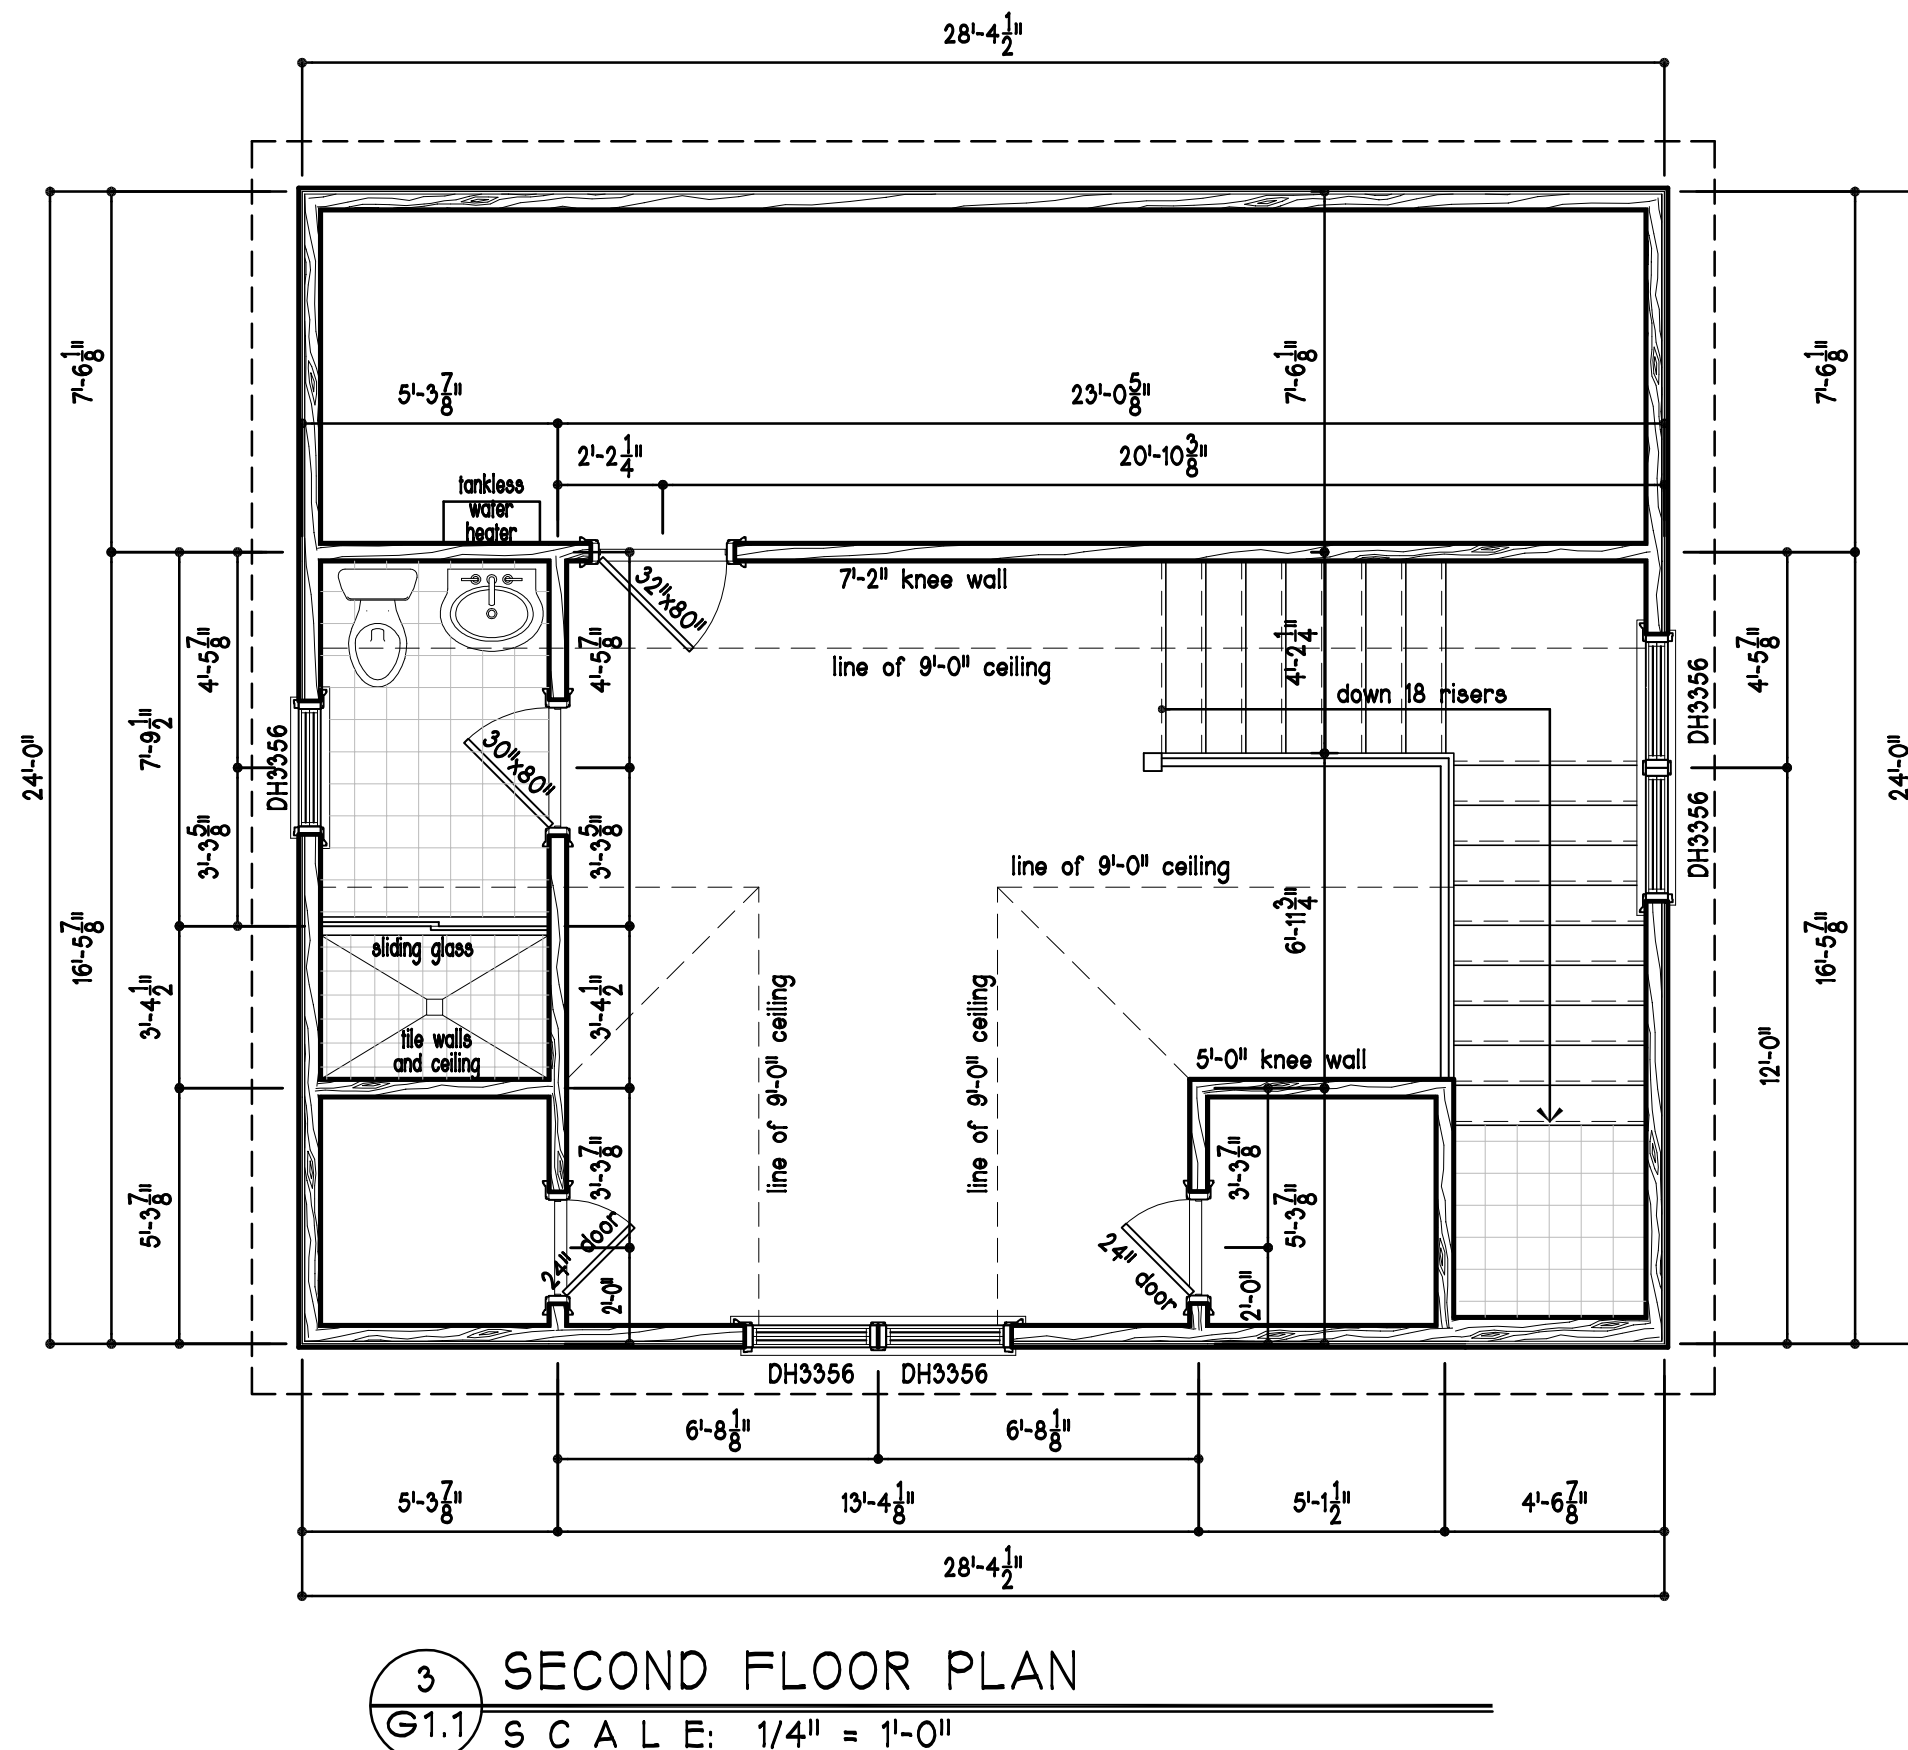 28'-4 1/2"
7'-6 1/8"
7'-6 1/8"
7'-6 1/8"
5'-3 7/8"
23'-0 5/8"
2'-2 1/4"
20'-10 3/8"
tankless
water
heater
32"x80"
7'-2" knee wall
line of 9'-0" ceiling
4'-5 7/8"
4'-5 7/8"
4'-2 1/4"
4'-5 7/8"
down 18 risers
DH3356
24'-0"
7'-9 1/2"
DH3356
30"x80"
24'-0"
3'-3 5/8"
3'-3 5/8"
DH3356
line of 9'-0" ceiling
6'-11 3/4"
16'-5 7/8"
16'-5 7/8"
sliding glass
3'-4 1/2"
3'-4 1/2"
line of 9'-0" ceiling
line of 9'-0" ceiling
tile walls
and ceiling
5'-0" knee wall
12'-0"
3'-3 7/8"
3'-3 7/8"
5'-3 7/8"
5'-3 7/8"
24" door
24" door
2'-0"
2'-0"
DH3356 DH3356
6'-8 1/8" 6'-8 1/8"
5'-3 7/8" 13'-4 1/8" 5'-1 1/2" 4'-6 7/8"
28'-4 1/2"
3 SECOND FLOOR PLAN
G1.1 SCALE: 1/4" = 1'-0"